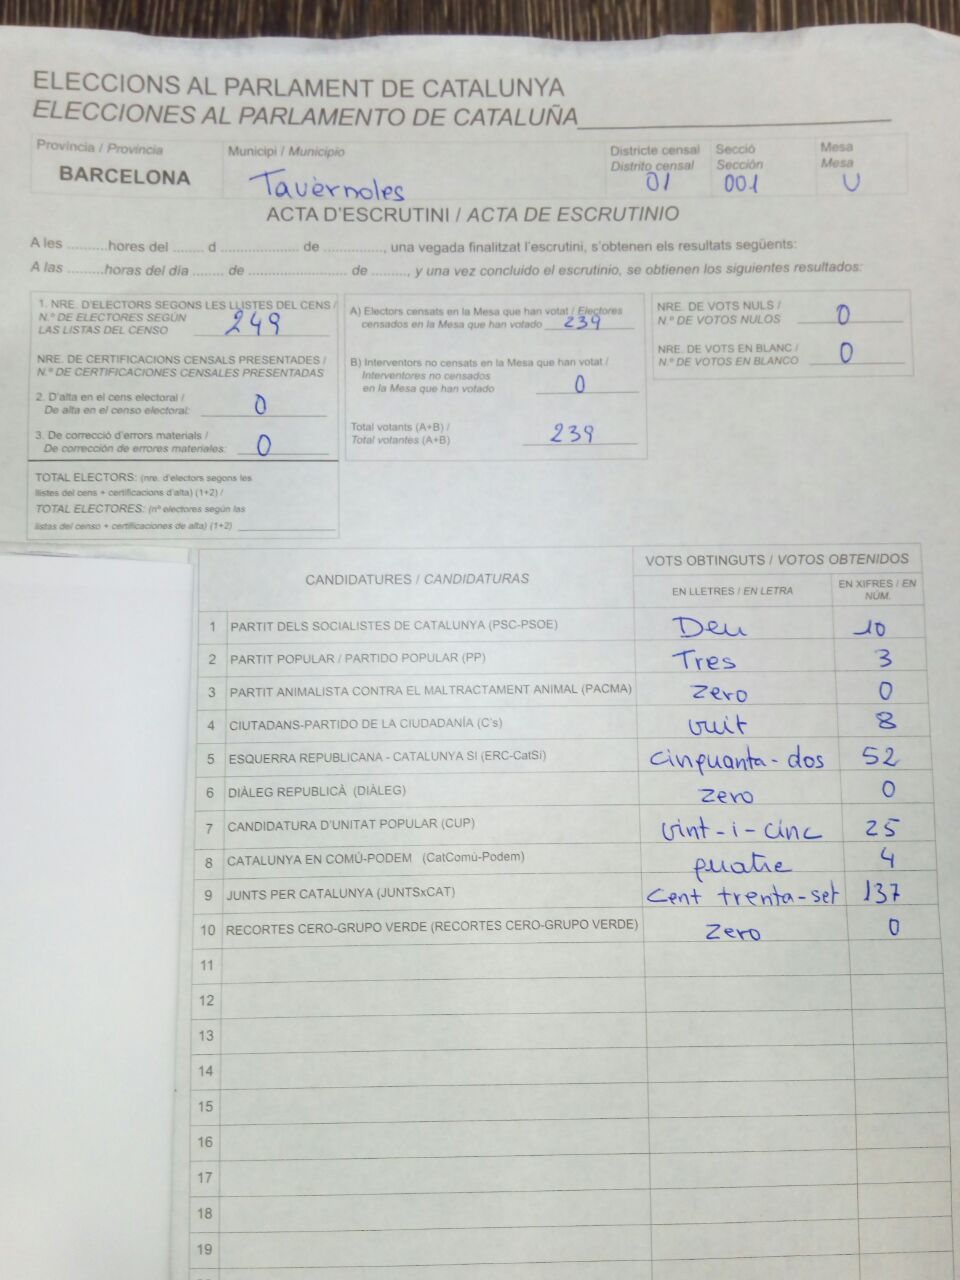 ELECCIONS AL PARLAMENT DE CATALUNYA
ELECCIONES AL PARLAMENTO DE CATALUÑA
Provincia / Provincia
BARCELONA
Municipi / Municipio
Tavèrnoles
Districte censal
Distrito censal
01
Secció
Sección
001
Mesa
Mesa
U
ACTA D'ESCRUTINI / ACTA DE ESCRUTINIO
A les ..........hores del ........ d .................... de ..............., una vegada finalitzat l'escrutini, s'obtenen els resultats següents:
A las ..........horas del día ........ de ......................... de ........., y una vez concluido el escrutinio, se obtienen los siguientes resultados:
1. NRE. D'ELECTORS SEGONS LES LLISTES DEL CENS /
N.º DE ELECTORES SEGÚN
LAS LISTAS DEL CENSO 249
NRE. DE CERTIFICACIONS CENSALS PRESENTADES /
N.º DE CERTIFICACIONES CENSALES PRESENTADAS
2. D'alta en el cens electoral /
De alta en el censo electoral: 0
3. De correcció d'errors materials /
De corrección de errores materiales: 0
TOTAL ELECTORS: (nre. d'electors segons les
llistes del cens + certificacions d'alta) (1+2) /
TOTAL ELECTORES: (nº electores según las
listas del censo + certificaciones de alta) (1+2)
A) Electors censats en la Mesa que han votat / Electores
censados en la Mesa que han votado 239
B) Interventors no censats en la Mesa que han votat /
Interventores no censados
en la Mesa que han votado 0
Total votants (A+B) /
Total votantes (A+B) 239
NRE. DE VOTS NULS /
N.º DE VOTOS NULOS 0
NRE. DE VOTS EN BLANC /
N.º DE VOTOS EN BLANCO 0
CANDIDATURES / CANDIDATURAS
VOTS OBTINGUTS / VOTOS OBTENIDOS
EN LLETRES / EN LETRA
EN XIFRES / EN
NÚM.
1 PARTIT DELS SOCIALISTES DE CATALUNYA (PSC-PSOE) Deu 10
2 PARTIT POPULAR / PARTIDO POPULAR (PP) Tres 3
3 PARTIT ANIMALISTA CONTRA EL MALTRACTAMENT ANIMAL (PACMA) Zero 0
4 CIUTADANS-PARTIDO DE LA CIUDADANÍA (C's) vuit 8
5 ESQUERRA REPUBLICANA - CATALUNYA SI (ERC-CatSí) cinquanta-dos 52
6 DIÀLEG REPUBLICÀ (DIÀLEG) Zero 0
7 CANDIDATURA D'UNITAT POPULAR (CUP) vint-i-cinc 25
8 CATALUNYA EN COMÚ-PODEM (CatComú-Podem) quatre 4
9 JUNTS PER CATALUNYA (JUNTSxCAT) Cent trenta-set 137
10 RECORTES CERO-GRUPO VERDE (RECORTES CERO-GRUPO VERDE) Zero 0
11
12
13
14
15
16
17
18
19